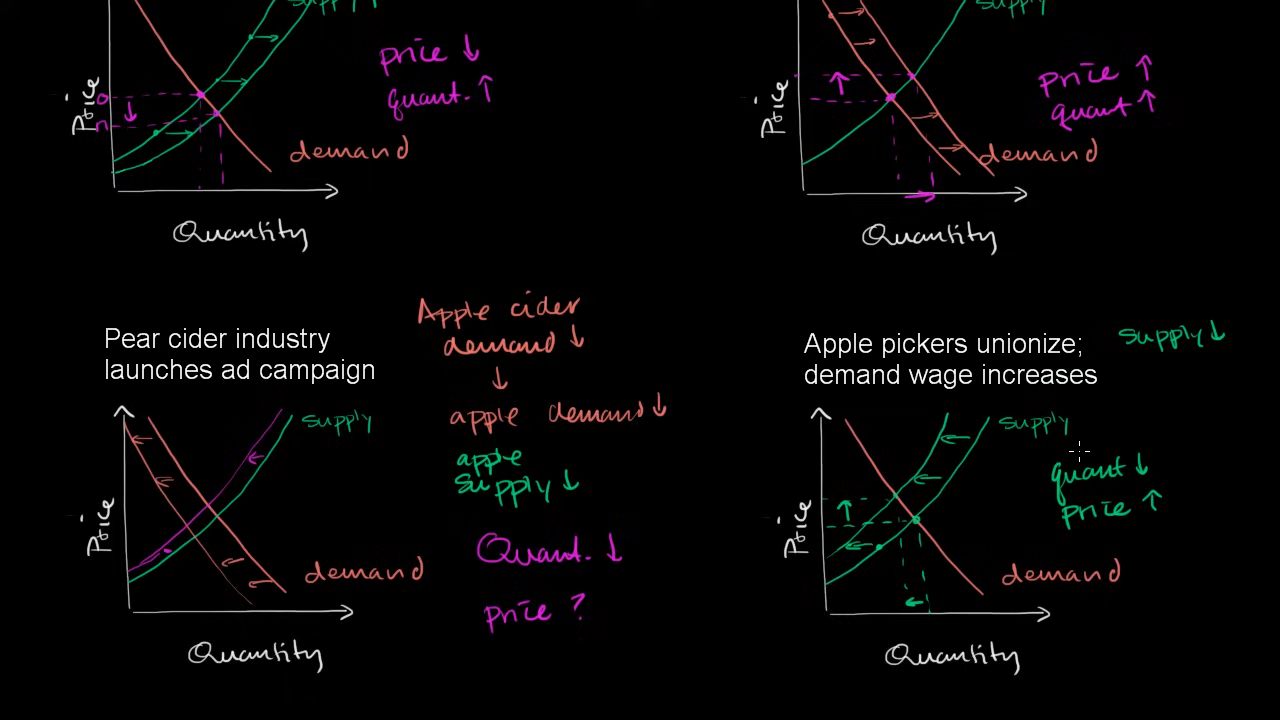 supply
price ↓
quant. ↑
o
n
Price
demand
Quantity
supply
price ↑
quant ↑
Price
demand
Quantity
Pear cider industry
launches ad campaign
Apple cider
demand ↓
↓
apple demand ↓
apple
supply ↓
Quant. ↓
price ?
supply
Price
demand
Quantity
Apple pickers unionize;
demand wage increases
supply ↓
supply
quant ↓
price ↑
Price
demand
Quantity